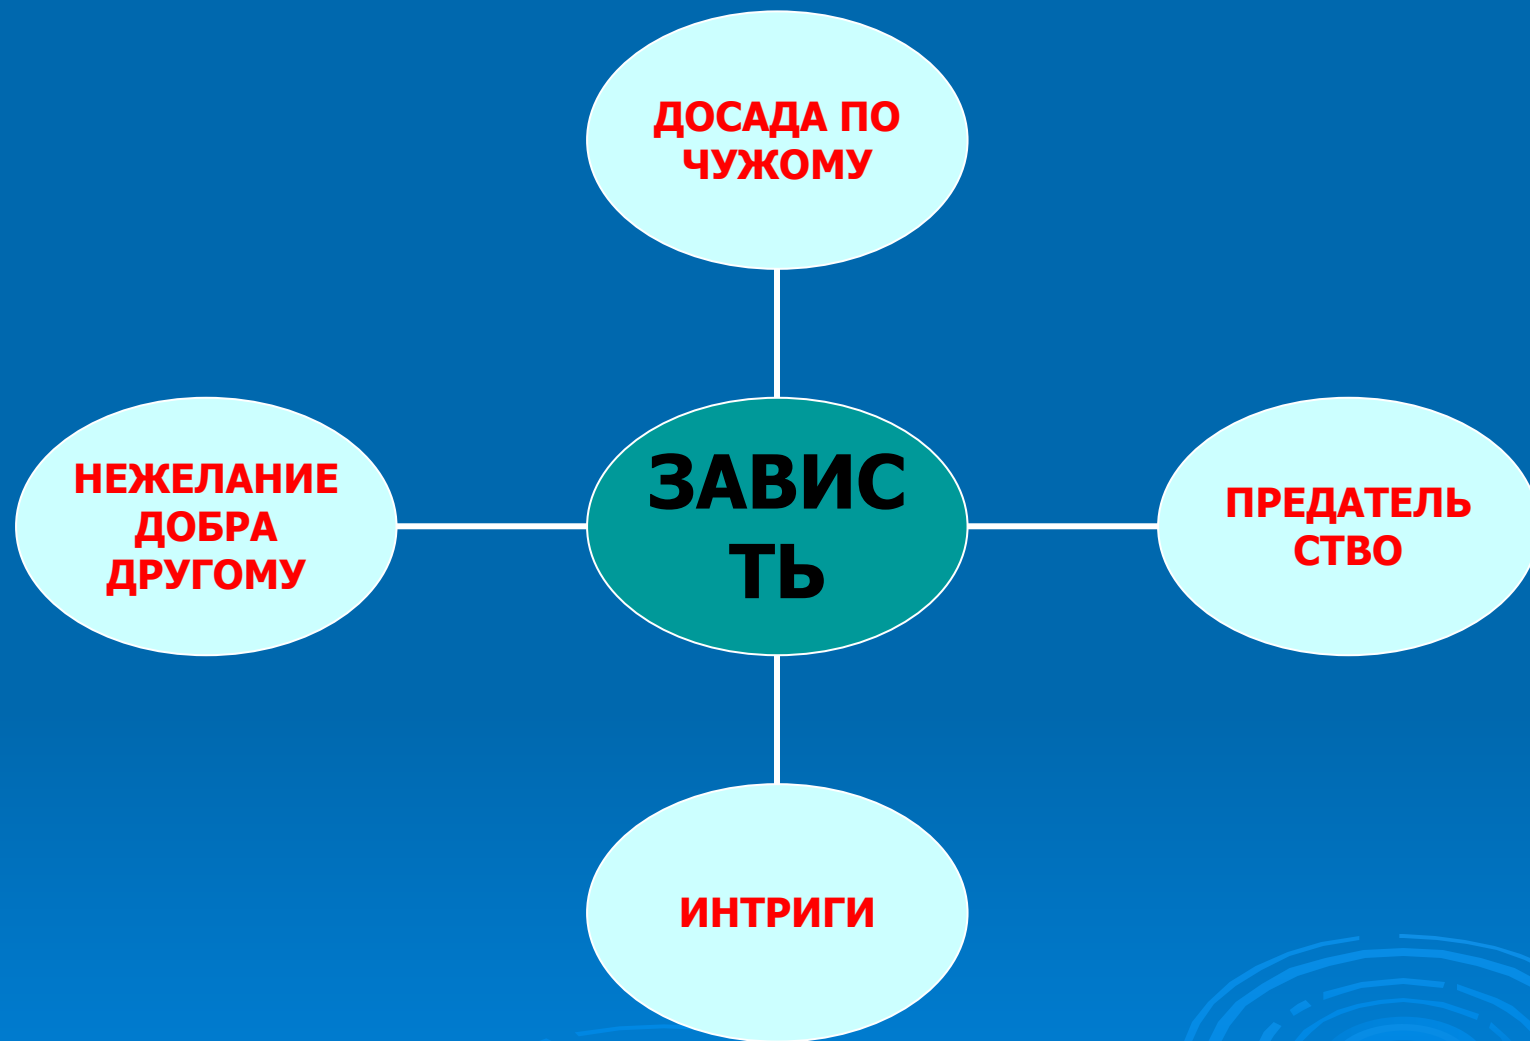 ДОСАДА ПО
ЧУЖОМУ
НЕЖЕЛАНИЕ
ДОБРА
ДРУГОМУ
ЗАВИС
ТЬ
ПРЕДАТЕЛЬ
СТВО
ИНТРИГИ